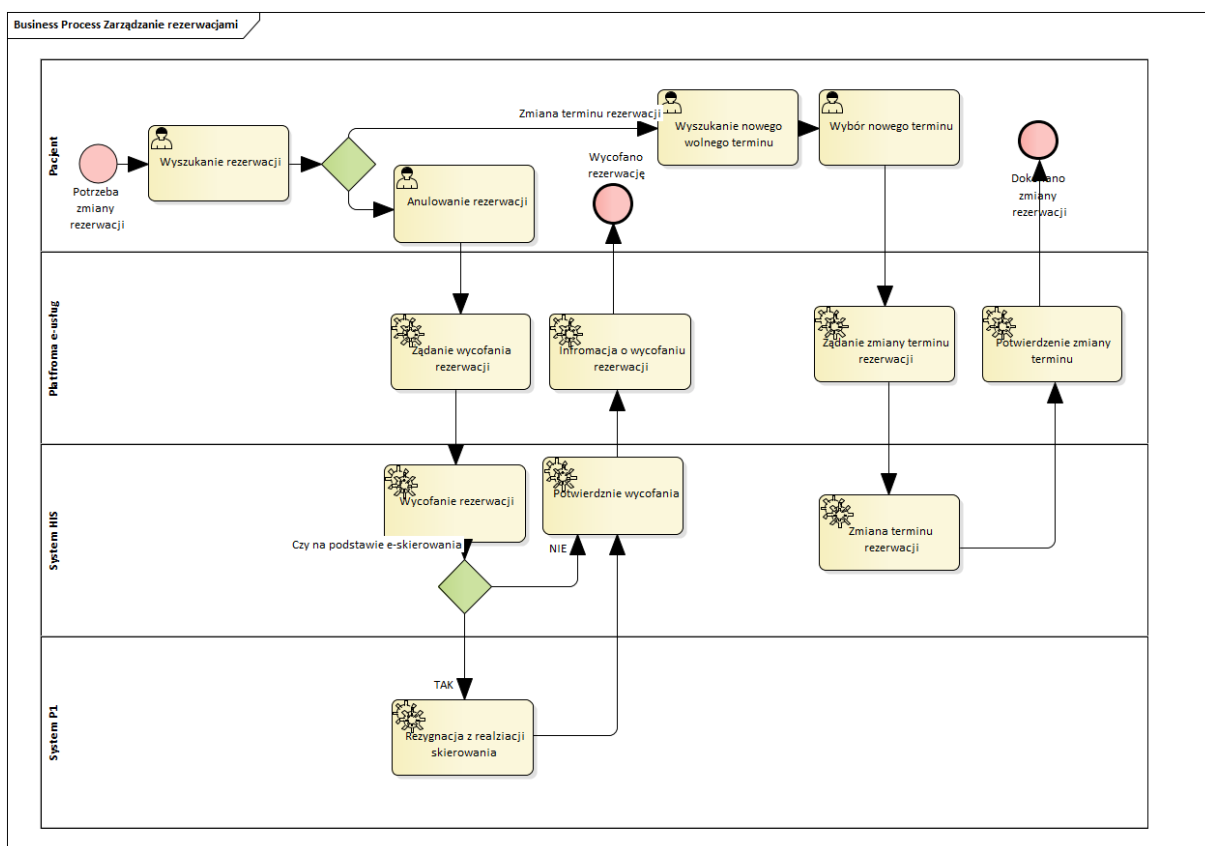 Business Process Zarządzanie rezerwacjami
Pacjent
Potrzeba
zmiany
rezerwacji
Wyszukanie rezerwacji
Zmiana terminu rezerwacji
Anulowanie rezerwacji
Wycofano
rezerwację
Wyszukanie nowego
wolnego terminu
Wybór nowego terminu
Dokonano
zmiany
rezerwacji
Platfroma e-usług
Żądanie wycofania
rezerwacji
Infromacja o wycofaniu
rezerwacji
Żądanie zmiany terminu
rezerwacji
Potwierdzenie zmiany
terminu
System HIS
Wycofanie rezerwacji
Potwierdznie wycofania
Czy na podstawie e-skierowania
NIE
Zmiana terminu
rezerwacji
System P1
TAK
Rezygnacja z realziacji
skierowania